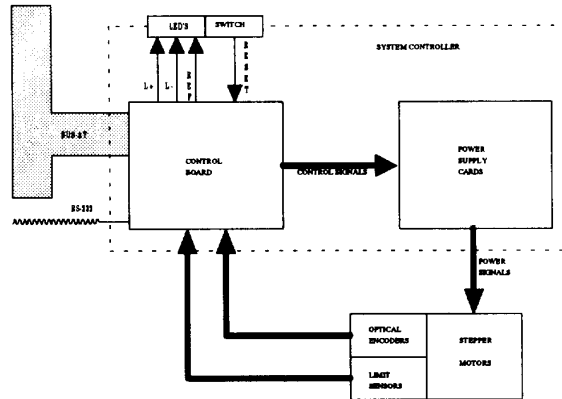 LED'S SWITCH
SYSTEM CONTROLLER
L+
L-
REF
RESET
BUS-AT
CONTROL
BOARD
CONTROL SIGNALS
POWER
SUPPLY
CARDS
RS-232
POWER
SIGNALS
OPTICAL
ENCODERS
STEPPER
MOTORS
LIMIT
SENSORS